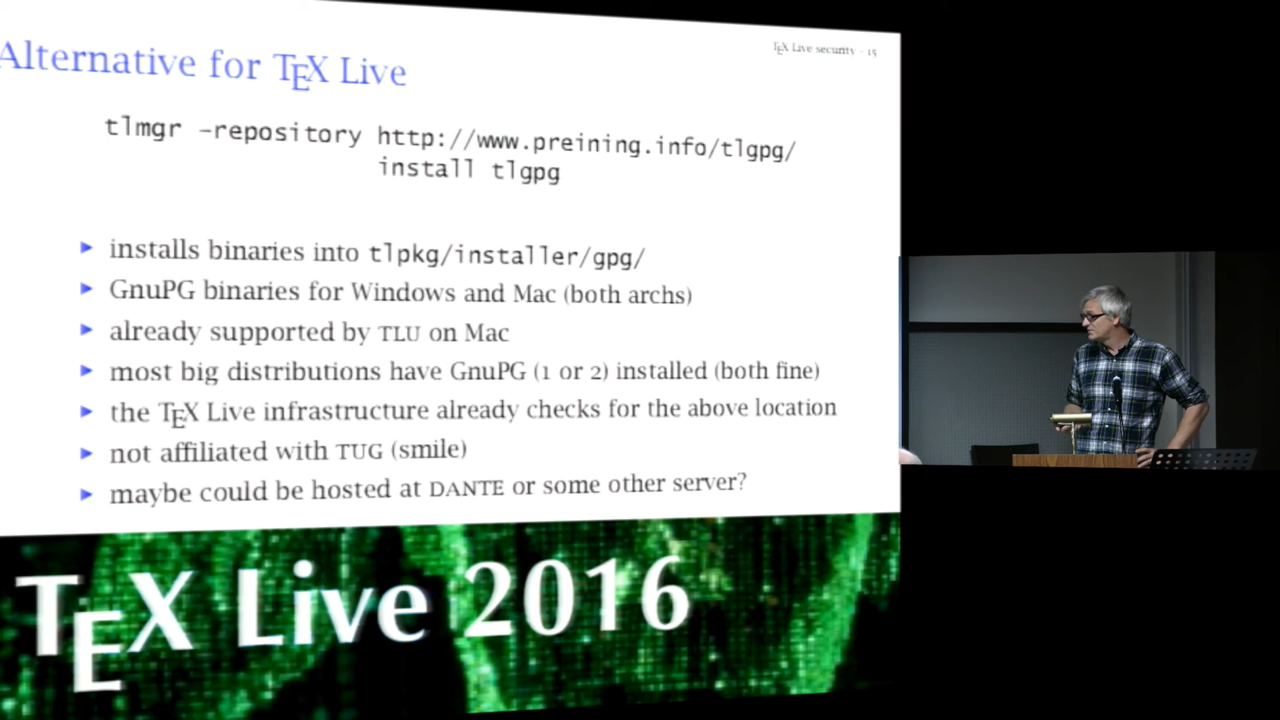 TEX Live security - 15
Alternative for TEX Live
tlmgr -repository http://www.preining.info/tlgpg/
install tlgpg
installs binaries into tlpkg/installer/gpg/
GnuPG binaries for Windows and Mac (both archs)
already supported by TLU on Mac
most big distributions have GnuPG (1 or 2) installed (both fine)
the TEX Live infrastructure already checks for the above location
not affiliated with TUG (smile)
maybe could be hosted at DANTE or some other server?
TEX Live 2016